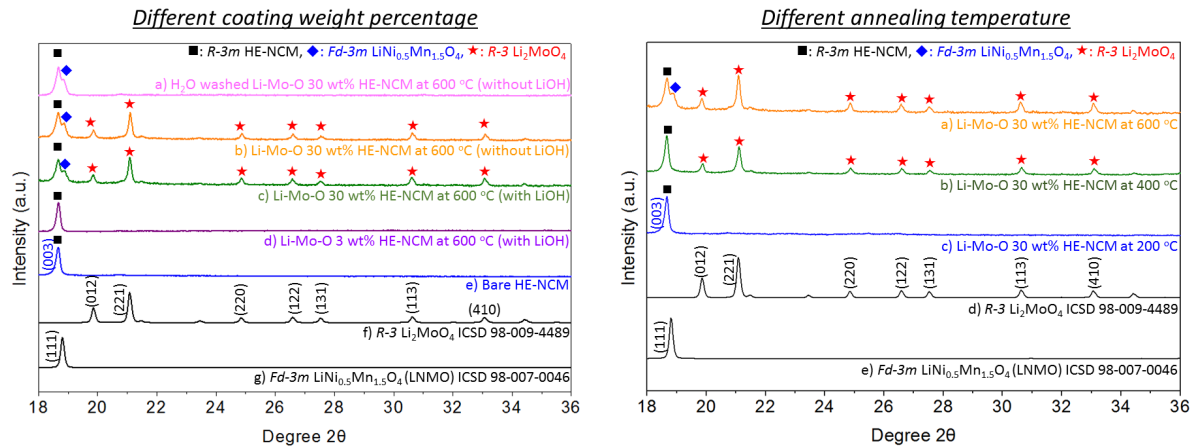 Different coating weight percentage
■: R-3m HE-NCM, ◆: Fd-3m LiNi₀.₅Mn₁.₅O₄, ★: R-3 Li₂MoO₄
a) H₂O washed Li-Mo-O 30 wt% HE-NCM at 600 °C (without LiOH)
b) Li-Mo-O 30 wt% HE-NCM at 600 °C (without LiOH)
c) Li-Mo-O 30 wt% HE-NCM at 600 °C (with LiOH)
d) Li-Mo-O 3 wt% HE-NCM at 600 °C (with LiOH)
(003)
e) Bare HE-NCM
(012) (221) (220) (122) (131) (113) (410)
f) R-3 Li₂MoO₄ ICSD 98-009-4489
(111)
g) Fd-3m LiNi₀.₅Mn₁.₅O₄ (LNMO) ICSD 98-007-0046
18 20 22 24 26 28 30 32 34 36
Degree 2θ
Intensity (a.u.)
Different annealing temperature
■: R-3m HE-NCM, ◆: Fd-3m LiNi₀.₅Mn₁.₅O₄, ★: R-3 Li₂MoO₄
a) Li-Mo-O 30 wt% HE-NCM at 600 °C
b) Li-Mo-O 30 wt% HE-NCM at 400 °C
(003)
c) Li-Mo-O 30 wt% HE-NCM at 200 °C
(012) (221) (220) (122) (131) (113) (410)
d) R-3 Li₂MoO₄ ICSD 98-009-4489
(111)
e) Fd-3m LiNi₀.₅Mn₁.₅O₄ (LNMO) ICSD 98-007-0046
18 20 22 24 26 28 30 32 34 36
Degree 2θ
Intensity (a.u.)